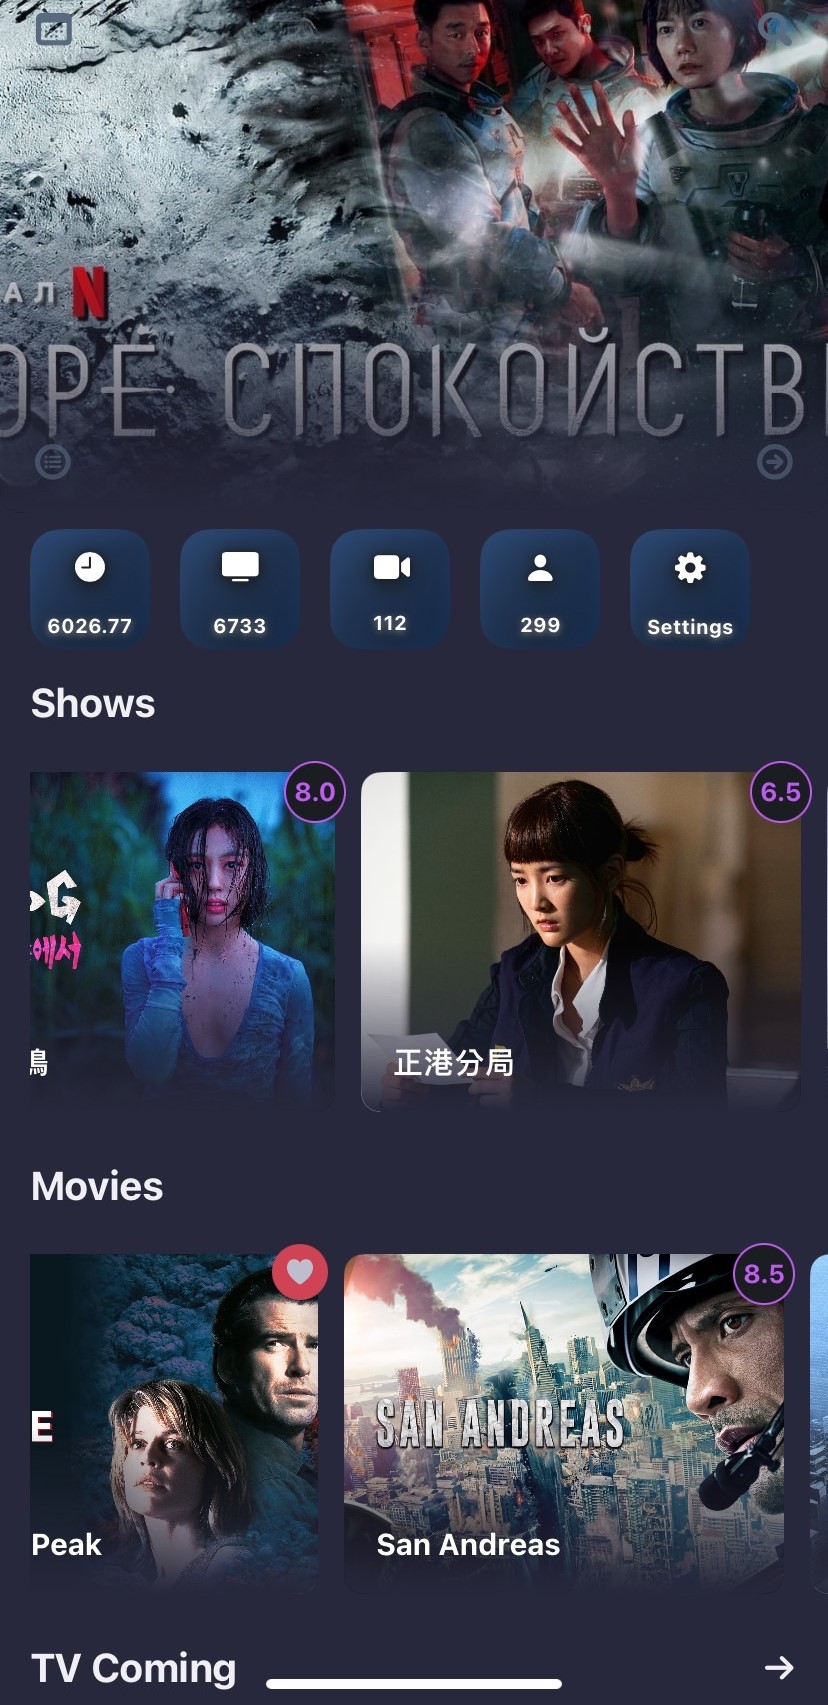 АЛ N
ОРЕ СПОКОЙСТВ
6026.77
6733
112
299
Settings
Shows
8.0
6.5
G
에서
鳥
正港分局
Movies
8.5
E
SAN ANDREAS
Peak
San Andreas
TV Coming